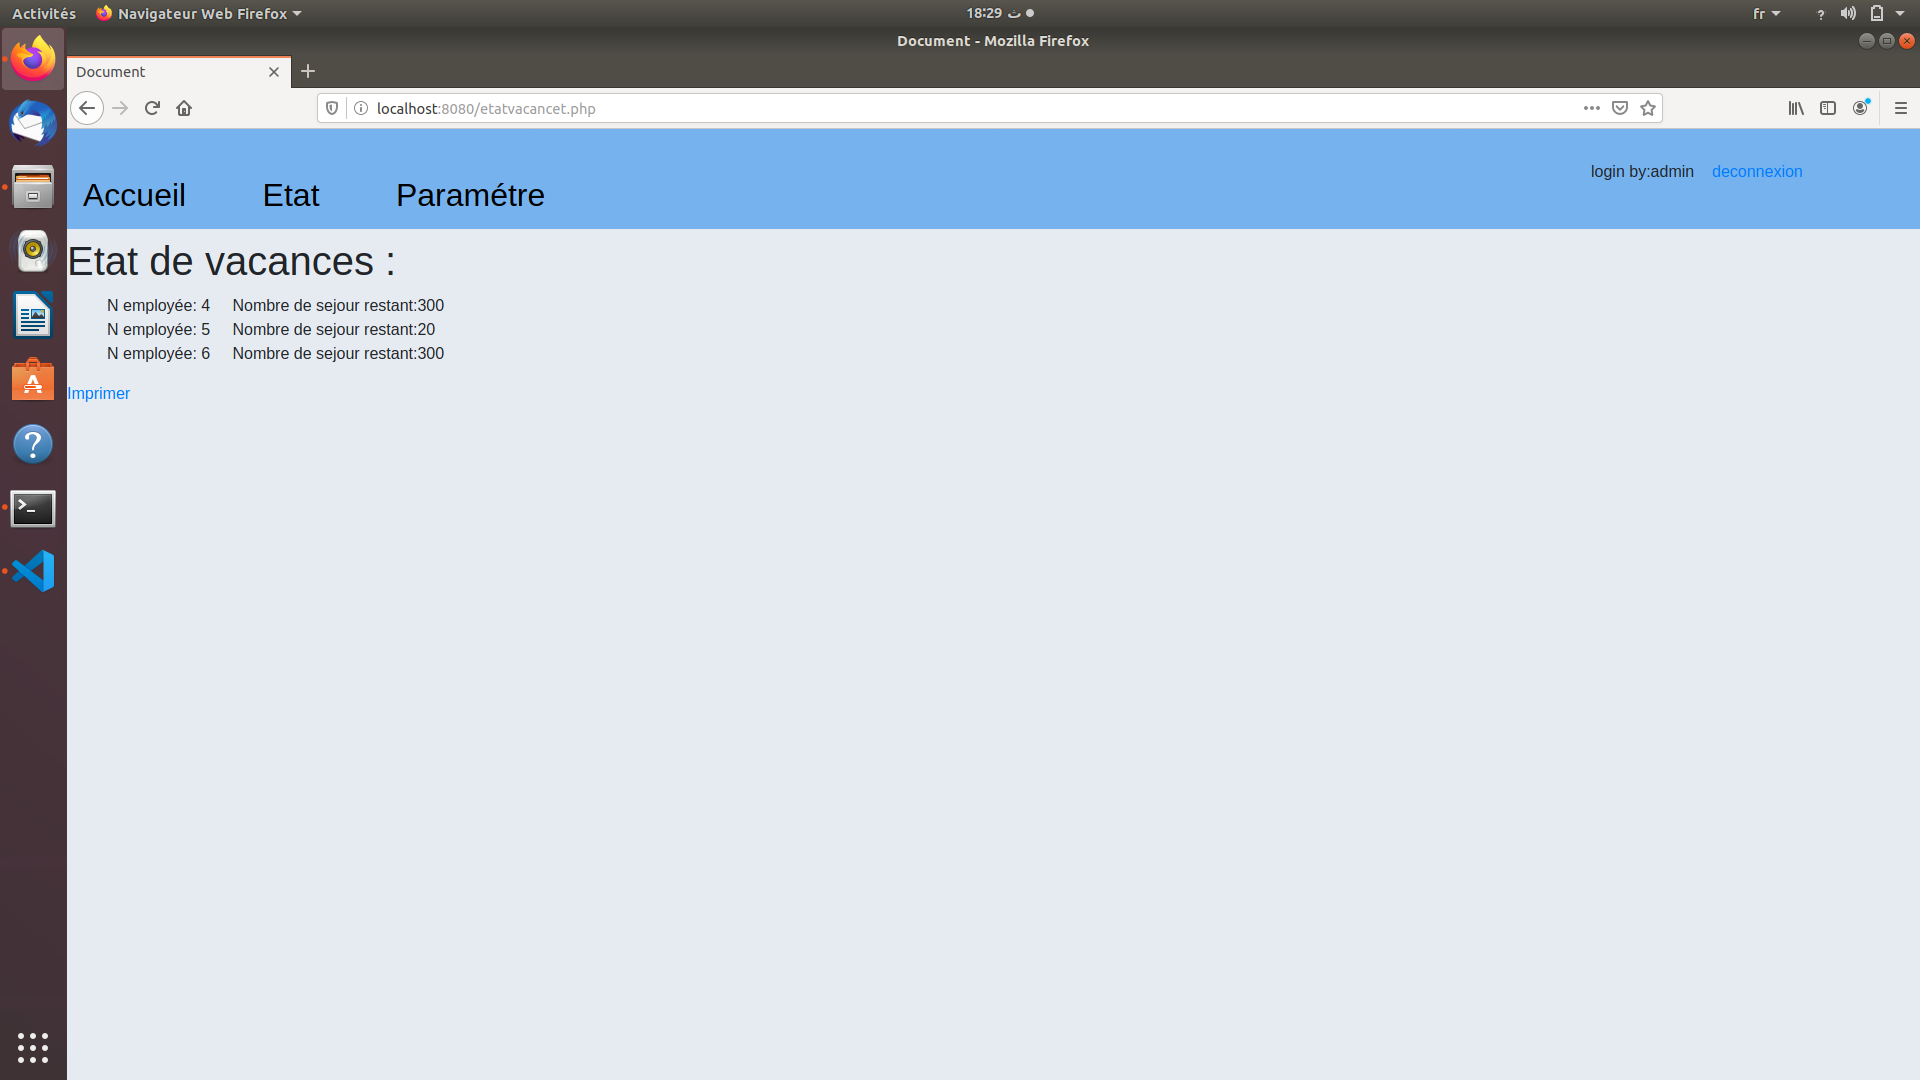 Activités Navigateur Web Firefox 18:29 ث fr
Document - Mozilla Firefox
Document
localhost:8080/etatvacancet.php
login by:admin deconnexion
Accueil Etat Paramétre
Etat de vacances :
N employée: 4 Nombre de sejour restant:300
N employée: 5 Nombre de sejour restant:20
N employée: 6 Nombre de sejour restant:300
Imprimer